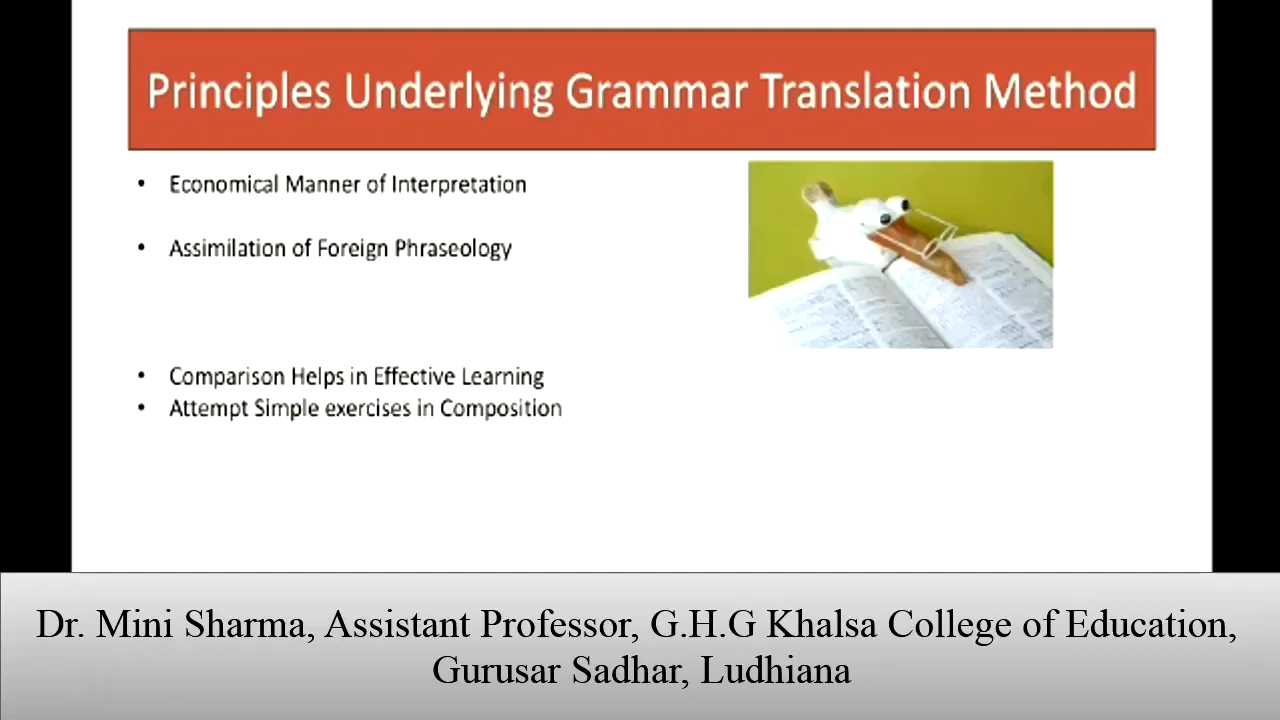 Principles Underlying Grammar Translation Method
• Economical Manner of Interpretation
• Assimilation of Foreign Phraseology
• Comparison Helps in Effective Learning
• Attempt Simple exercises in Composition
Dr. Mini Sharma, Assistant Professor, G.H.G Khalsa College of Education,
Gurusar Sadhar, Ludhiana